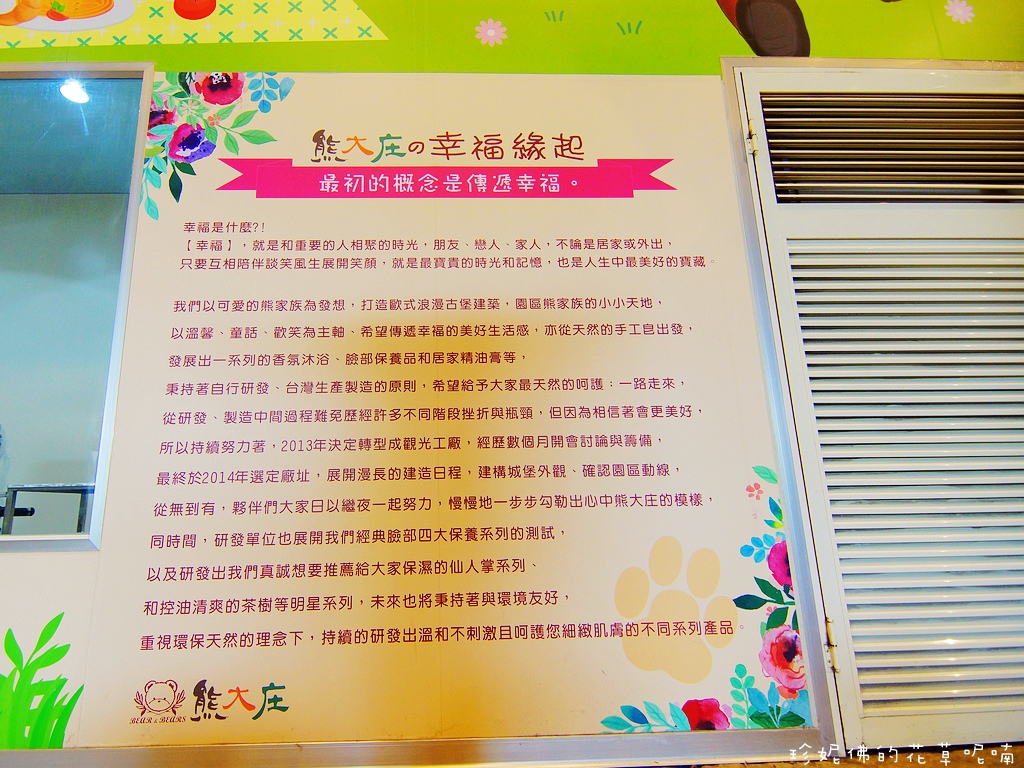 熊大庄の幸福緣起
最初的概念是傳遞幸福。
幸福是什麼?!
【幸福】，就是和重要的人相聚的時光，朋友、戀人、家人，不論是居家或外出，
只要互相陪伴談笑風生展開笑顏，就是最寶貴的時光和記憶，也是人生中最美好的寶藏。
我們以可愛的熊家族為發想，打造歐式浪漫古堡建築，園區熊家族的小小天地，
以溫馨、童話、歡笑為主軸、希望傳遞幸福的美好生活感，亦從天然的手工皂出發，
發展出一系列的香氛沐浴、臉部保養品和居家精油膏等，
秉持著自行研發、台灣生產製造的原則，希望給予大家最天然的呵護：一路走來，
從研發、製造中間過程難免歷經許多不同階段挫折與瓶頸，但因為相信著會更美好，
所以持續努力著，2013年決定轉型成觀光工廠，經歷數個月開會討論與籌備，
最終於2014年選定廠址，展開漫長的建造日程，建構城堡外觀、確認園區動線，
從無到有，夥伴們大家日以繼夜一起努力，慢慢地一步步勾勒出心中熊大庄的模樣，
同時間，研發單位也展開我們經典臉部四大保養系列的測試，
以及研發出我們真誠想要推薦給大家保濕的仙人掌系列、
和控油清爽的茶樹等明星系列，未來也將秉持著與環境友好，
重視環保天然的理念下，持續的研發出溫和不刺激且呵護您細緻肌膚的不同系列產品。
BEAR & BEARS
熊大庄
珍妮佛的花草呢喃